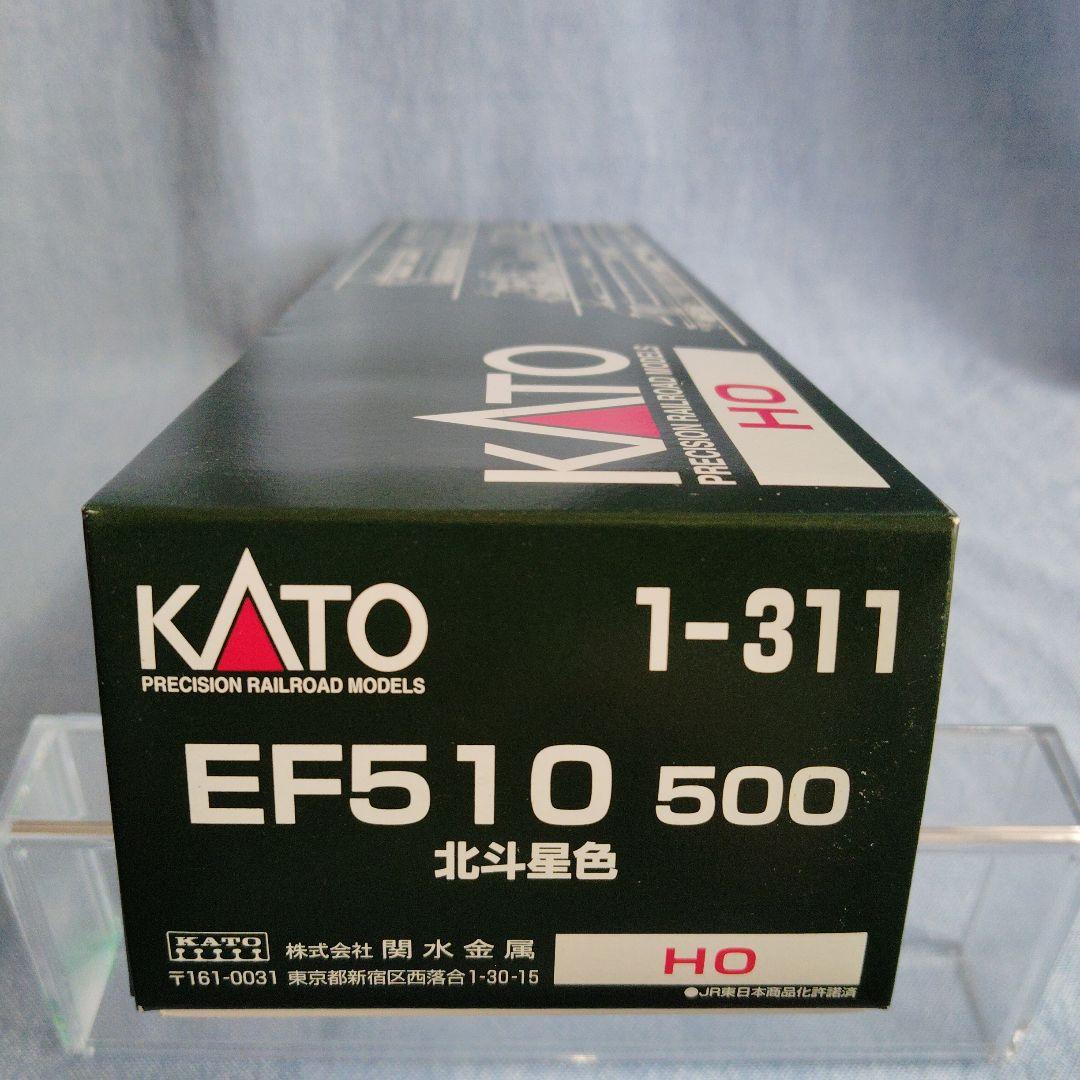 KATO
PRECISION RAILROAD MODELS
HO
KATO
PRECISION RAILROAD MODELS
1-311
EF510 500
北斗星色
KATO
株式会社 関水金属
〒161-0031 東京都新宿区西落合1-30-15
HO
●JR東日本商品化許諾済